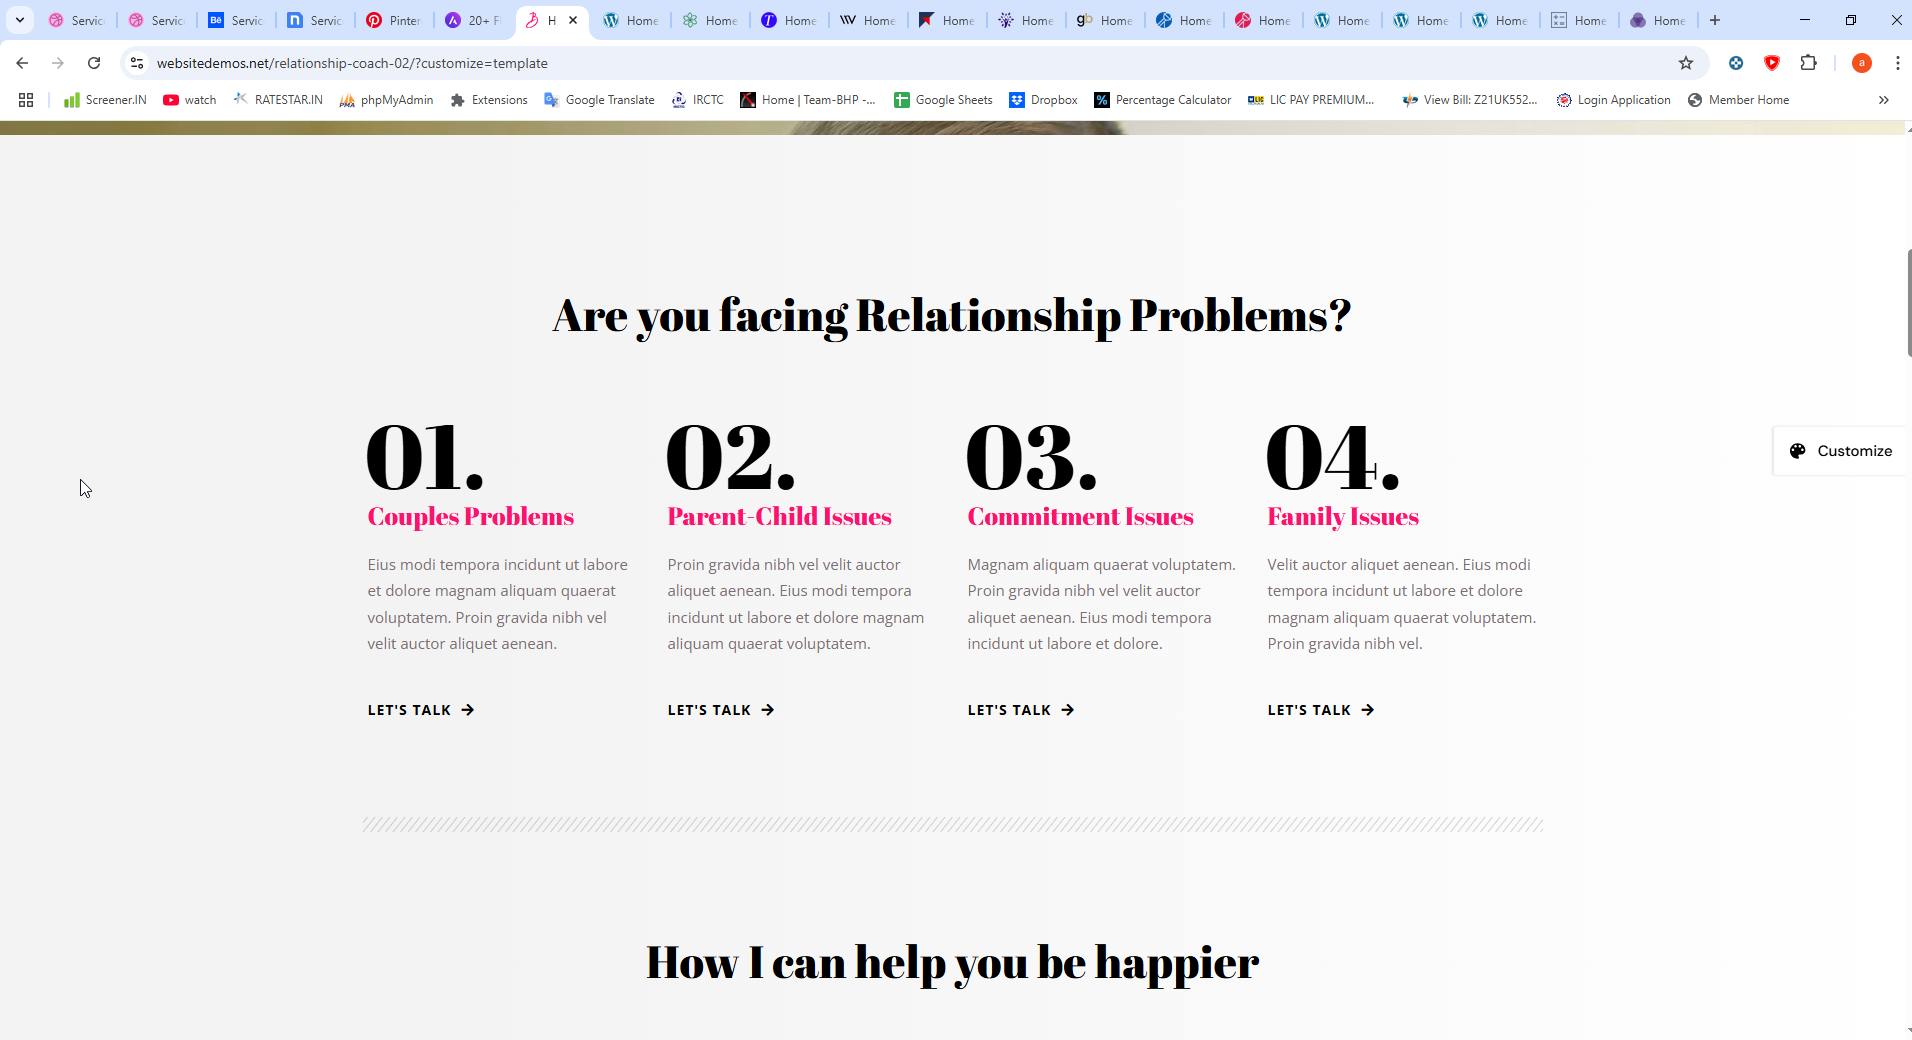 Servic
Servic
Servic
Servic
Pinter
20+ F
H
Home
Home
Home
Home
Home
Home
Home
Home
Home
Home
Home
Home
Home
Home
websitedemos.net/relationship-coach-02/?customize=template
a
Screener.IN
watch
RATESTAR.IN
phpMyAdmin
Extensions
Google Translate
IRCTC
Home | Team-BHP -...
Google Sheets
Dropbox
Percentage Calculator
LIC PAY PREMIUM...
View Bill: Z21UK552...
Login Application
Member Home
Are you facing Relationship Problems?
01.
Couples Problems
Eius modi tempora incidunt ut labore
et dolore magnam aliquam quaerat
voluptatem. Proin gravida nibh vel
velit auctor aliquet aenean.
LET'S TALK
02.
Parent-Child Issues
Proin gravida nibh vel velit auctor
aliquet aenean. Eius modi tempora
incidunt ut labore et dolore magnam
aliquam quaerat voluptatem.
LET'S TALK
03.
Commitment Issues
Magnam aliquam quaerat voluptatem.
Proin gravida nibh vel velit auctor
aliquet aenean. Eius modi tempora
incidunt ut labore et dolore.
LET'S TALK
04.
Family Issues
Velit auctor aliquet aenean. Eius modi
tempora incidunt ut labore et dolore
magnam aliquam quaerat voluptatem.
Proin gravida nibh vel.
LET'S TALK
Customize
How I can help you be happier